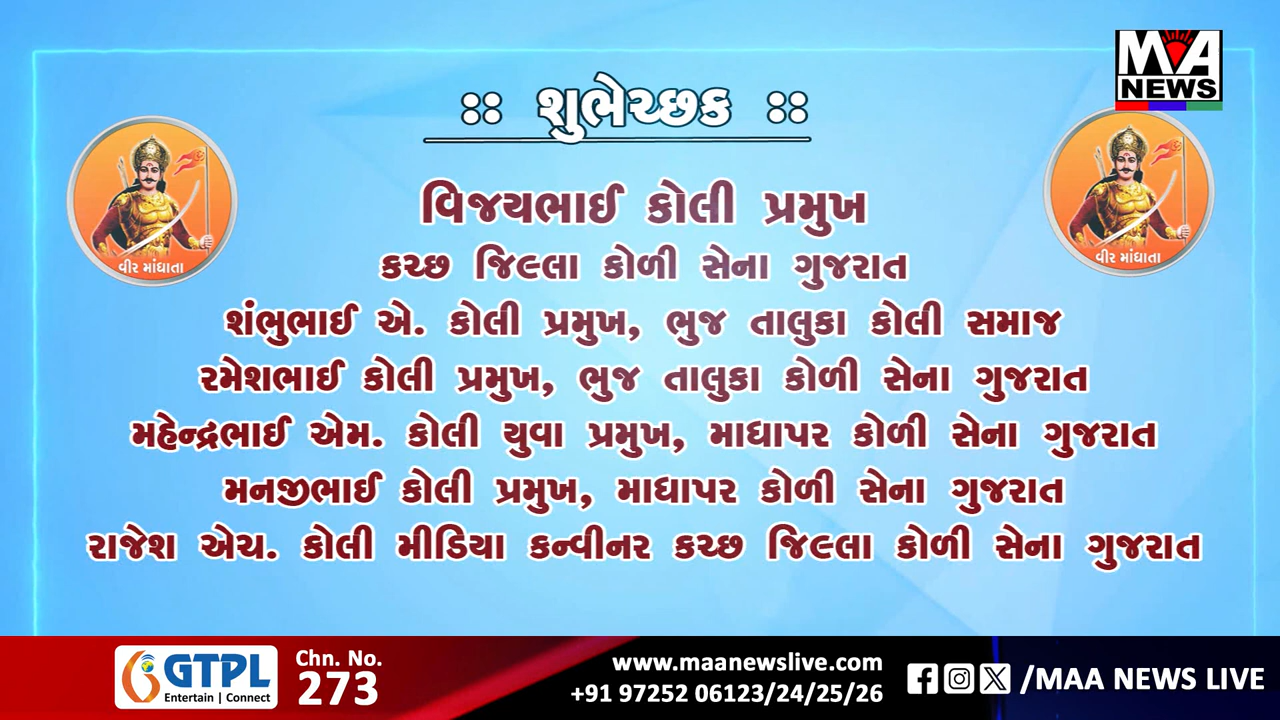 MAA NEWS
:: શુભેચ્છક ::
વીર માંધાતા
વીર માંધાતા
વિજયભાઈ કોલી પ્રમુખ
કચ્છ જિલ્લા કોળી સેના ગુજરાત
શંભુભાઈ એ. કોલી પ્રમુખ, ભુજ તાલુકા કોલી સમાજ
રમેશભાઈ કોલી પ્રમુખ, ભુજ તાલુકા કોળી સેના ગુજરાત
મહેન્દ્રભાઈ એમ. કોલી યુવા પ્રમુખ, માધાપર કોળી સેના ગુજરાત
મનજીભાઈ કોલી પ્રમુખ, માધાપર કોળી સેના ગુજરાત
રાજેશ એચ. કોલી મીડિયા કન્વીનર કચ્છ જિલ્લા કોળી સેના ગુજરાત
GTPL
Entertain | Connect
Chn. No.
273
www.maanewslive.com
+91 97252 06123/24/25/26
/MAA NEWS LIVE